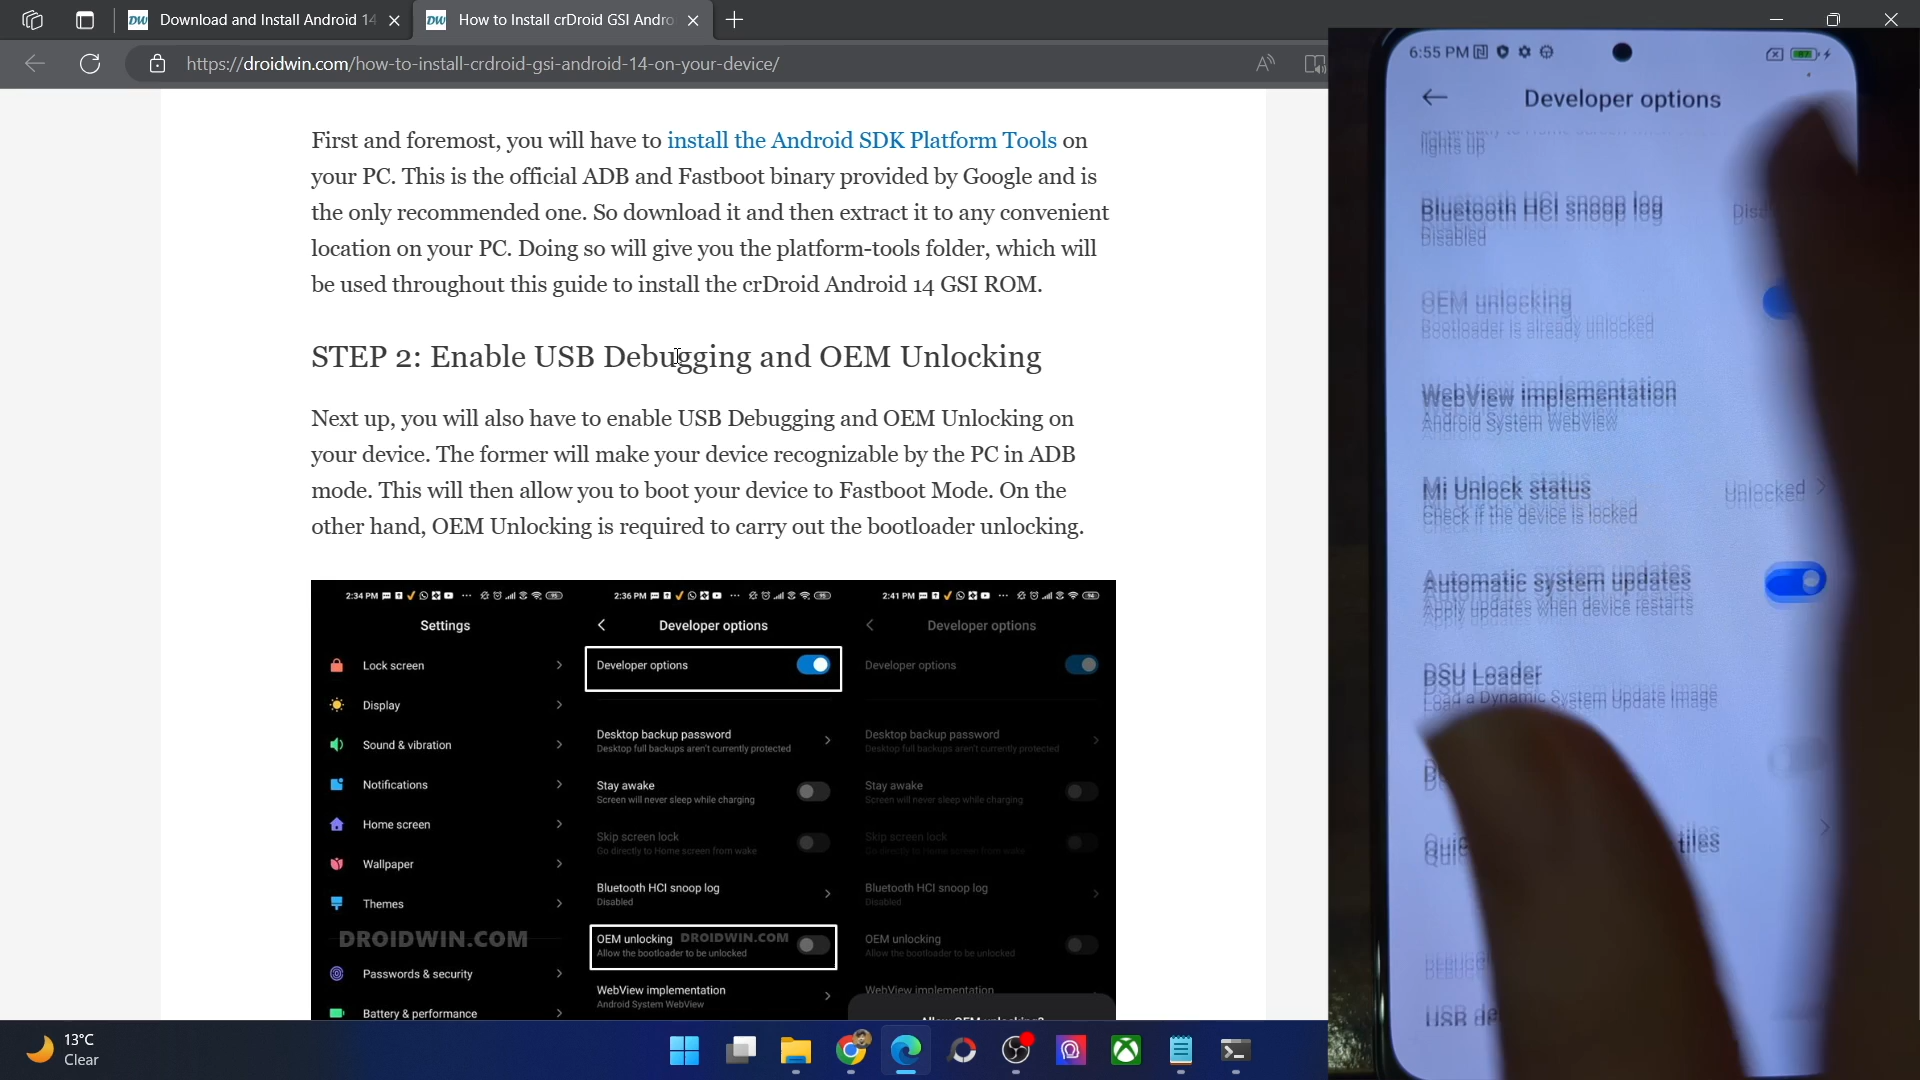 Download and Install Android 14
How to Install crDroid GSI Andro
https://droidwin.com/how-to-install-crdroid-gsi-android-14-on-your-device/
First and foremost, you will have to install the Android SDK Platform Tools on
your PC. This is the official ADB and Fastboot binary provided by Google and is
the only recommended one. So download it and then extract it to any convenient
location on your PC. Doing so will give you the platform-tools folder, which will
be used throughout this guide to install the crDroid Android 14 GSI ROM.
STEP 2: Enable USB Debugging and OEM Unlocking
Next up, you will also have to enable USB Debugging and OEM Unlocking on
your device. The former will make your device recognizable by the PC in ADB
mode. This will then allow you to boot your device to Fastboot Mode. On the
other hand, OEM Unlocking is required to carry out the bootloader unlocking.
2:34 PM
Settings
Lock screen
Display
Sound & vibration
Notifications
Home screen
Wallpaper
Themes
DROIDWIN.COM
Passwords & security
Battery & performance
2:36 PM
Developer options
Developer options
Desktop backup password
Desktop full backups aren't currently protected
Stay awake
Screen will never sleep while charging
Skip screen lock
Go directly to Home screen from wake
Bluetooth HCI snoop log
Disabled
OEM unlocking DROIDWIN.COM
Allow the bootloader to be unlocked
WebView implementation
Android System WebView
2:41 PM
Developer options
Developer options
Desktop backup password
Desktop full backups aren't currently protected
Stay awake
Screen will never sleep while charging
Skip screen lock
Go directly to Home screen from wake
Bluetooth HCI snoop log
Disabled
OEM unlocking
Allow the bootloader to be unlocked
WebView implementation
Allow OEM unlocking?
6:55 PM
Developer options
lights up
Bluetooth HCI snoop log
Disabled
OEM unlocking
Bootloader is already unlocked
WebView implementation
Android System WebView
Mi Unlock status
Unlocked
Check if the device is locked
Automatic system updates
Apply updates when device restarts
DSU Loader
Load a Dynamic System Update Image
tiles
USB de
13°C
Clear